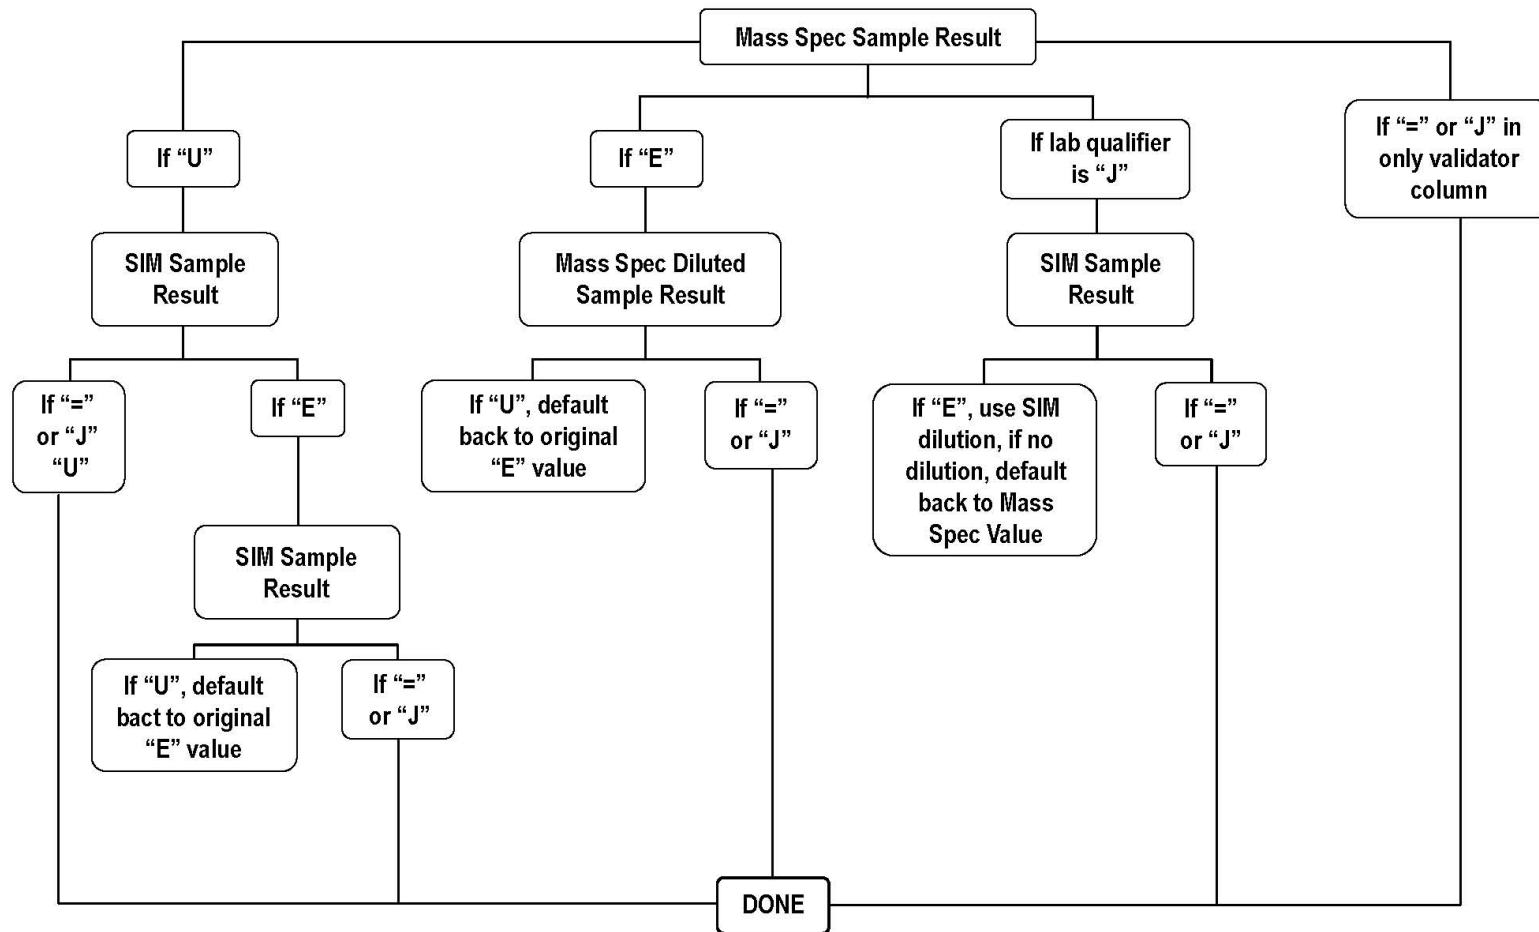 Mass Spec Sample Result
If “U”
If “E”
If lab qualifier
is “J”
If “=” or “J” in
only validator
column
SIM Sample
Result
Mass Spec Diluted
Sample Result
SIM Sample
Result
If “=”
or “J”
“U”
If “E”
If “U”, default
back to original
“E” value
If “=”
or “J”
If “E”, use SIM
dilution, if no
dilution, default
back to Mass
Spec Value
If “=”
or “J”
SIM Sample
Result
If “U”, default
bact to original
“E” value
If “=”
or “J”
DONE